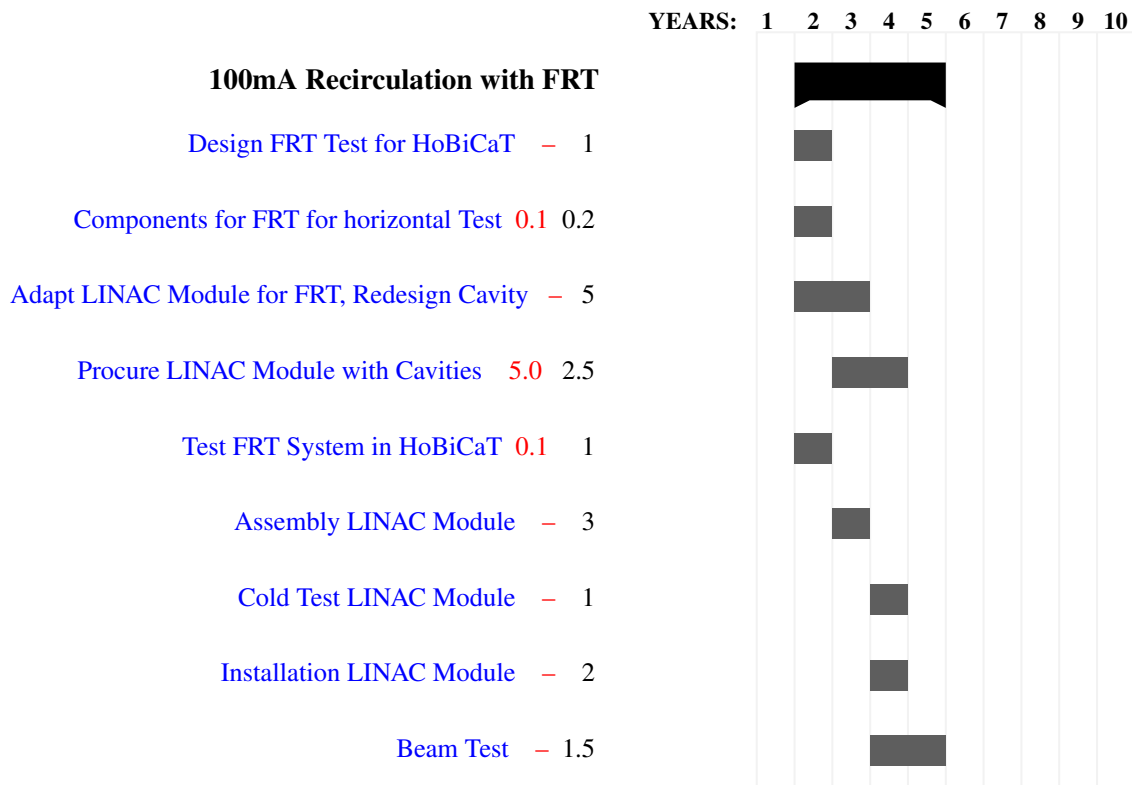 YEARS: 1 2 3 4 5 6 7 8 9 10
100mA Recirculation with FRT
Design FRT Test for HoBiCaT – 1
Components for FRT for horizontal Test 0.1 0.2
Adapt LINAC Module for FRT, Redesign Cavity – 5
Procure LINAC Module with Cavities 5.0 2.5
Test FRT System in HoBiCaT 0.1 1
Assembly LINAC Module – 3
Cold Test LINAC Module – 1
Installation LINAC Module – 2
Beam Test – 1.5